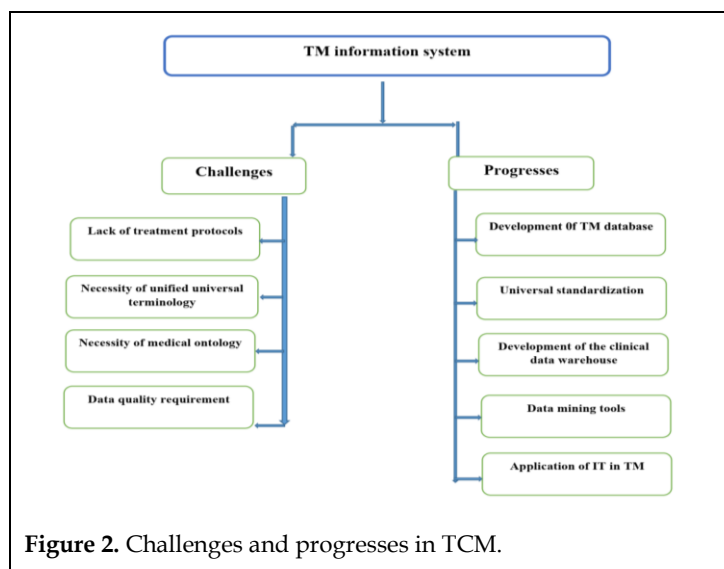 TM information system
Challenges
Progresses
Lack of treatment protocols
Necessity of unified universal
terminology
Necessity of medical ontology
Data quality requirement
Development 0f TM database
Universal standardization
Development of the clinical
data warehouse
Data mining tools
Application of IT in TM
Figure 2. Challenges and progresses in TCM.